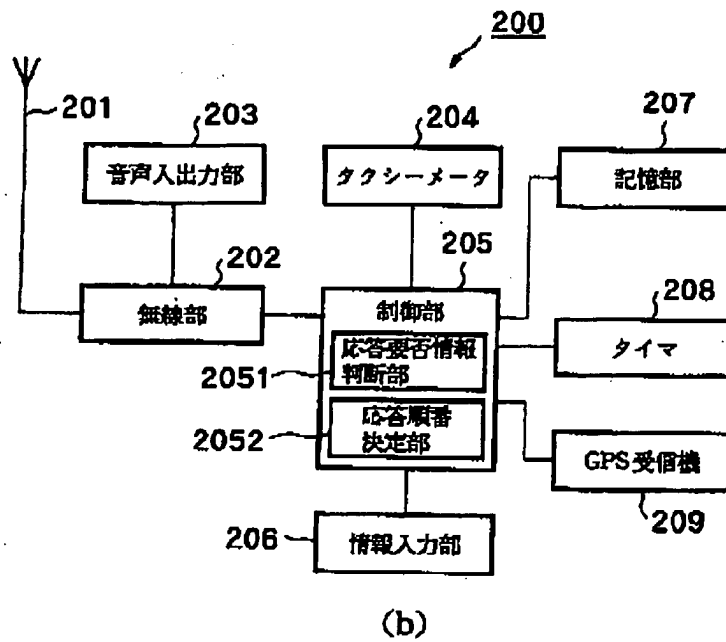 200
201
203
音声入出力部
204
タクシーメータ
207
記憶部
202
無線部
205
制御部
208
タイマ
2051
応答要否情報
判断部
2052
応答順番
決定部
GPS受信機
209
206
情報入力部
(b)